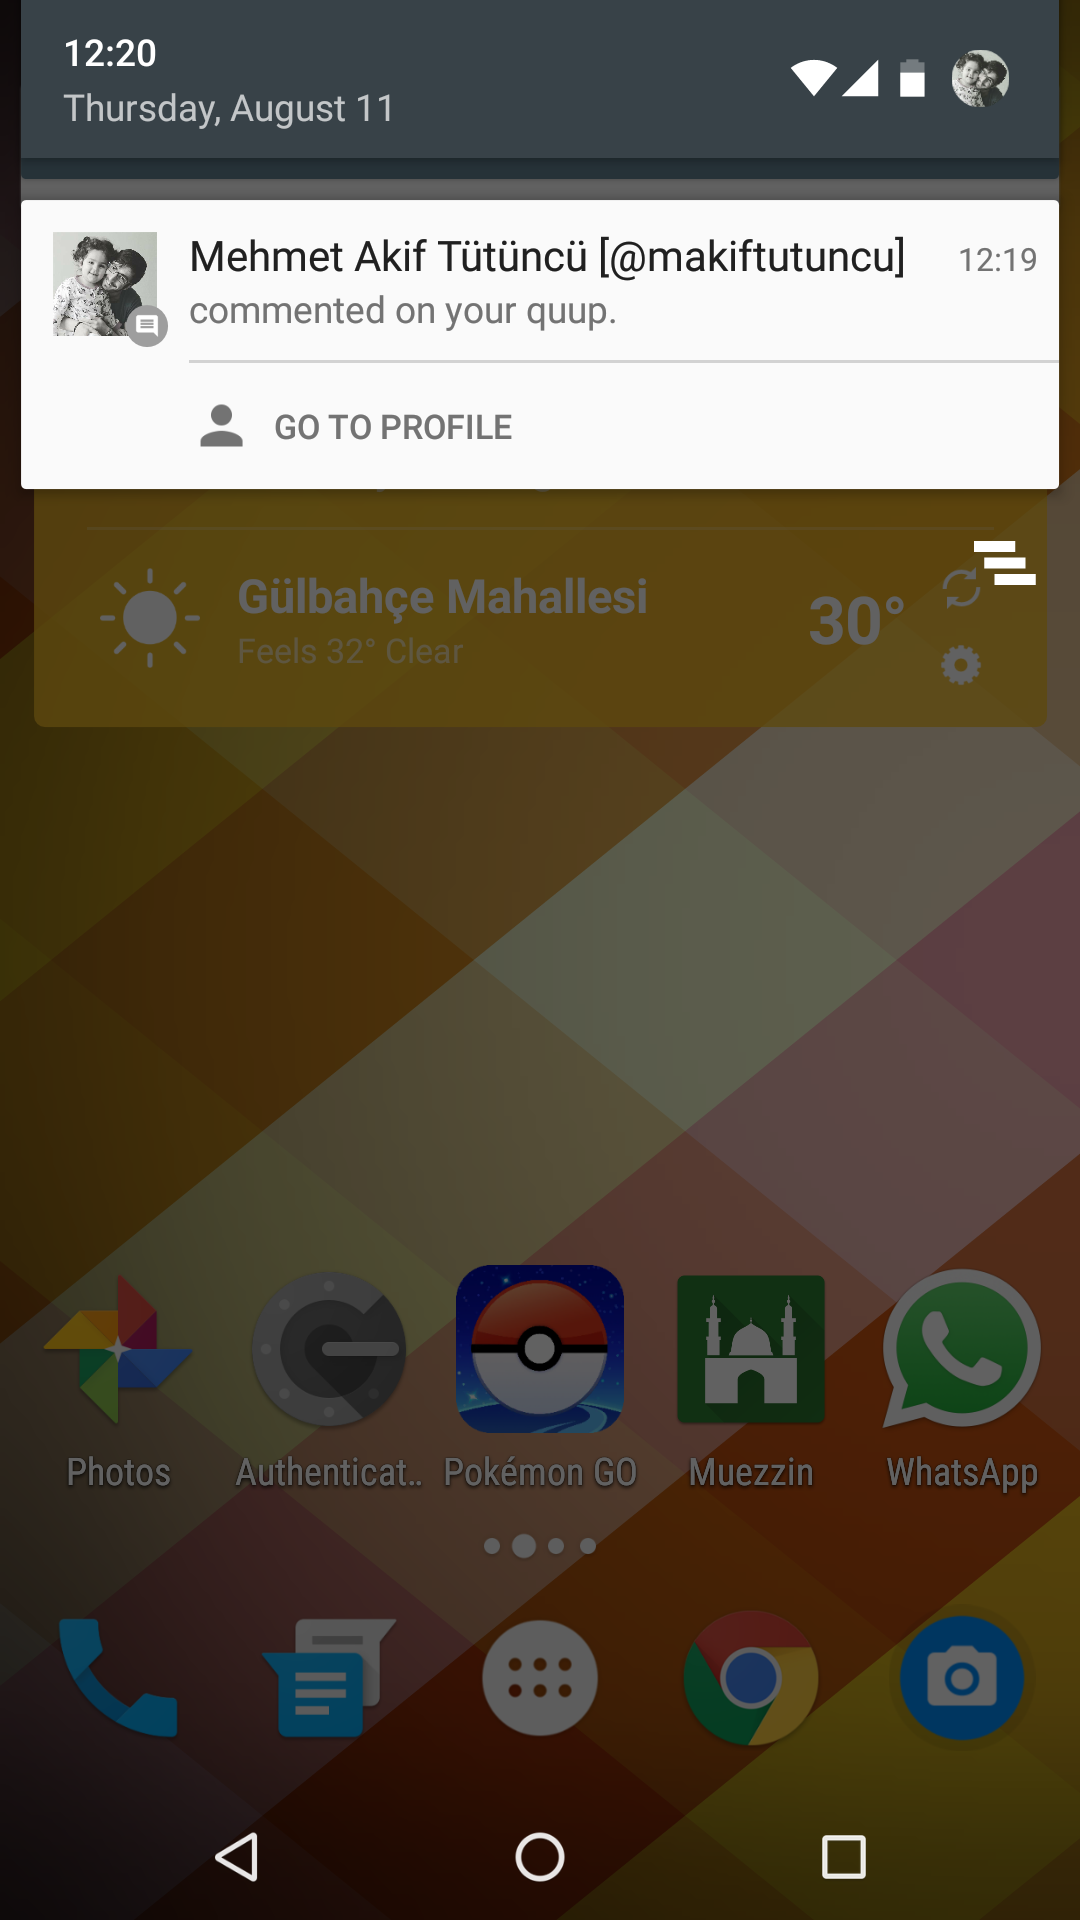 12:20
Thursday, August 11
Mehmet Akif Tütüncü [@makiftutuncu] 12:19
commented on your quup.
GO TO PROFILE
Gülbahçe Mahallesi
30°
Feels 32° Clear
Photos
Authenticat..
Pokémon GO
Muezzin
WhatsApp